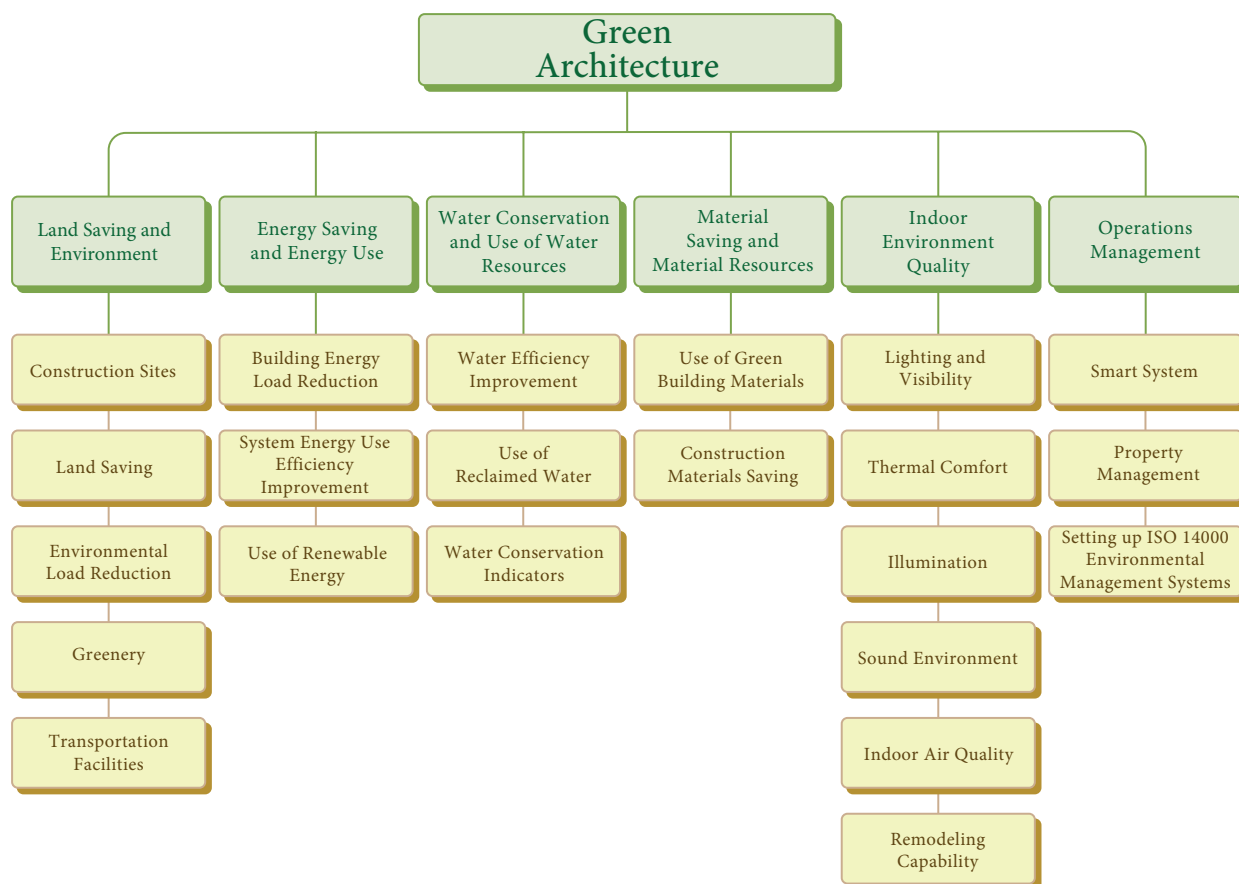 Green
Architecture
Land Saving and
Environment
Energy Saving
and Energy Use
Water Conservation
and Use of Water
Resources
Material
Saving and
Material Resources
Indoor
Environment
Quality
Operations
Management
Construction Sites
Land Saving
Environmental
Load Reduction
Greenery
Transportation
Facilities
Building Energy
Load Reduction
System Energy Use
Efficiency
Improvement
Use of Renewable
Energy
Water Efficiency
Improvement
Use of
Reclaimed Water
Water Conservation
Indicators
Use of Green
Building Materials
Construction
Materials Saving
Lighting and
Visibility
Thermal Comfort
Illumination
Sound Environment
Indoor Air Quality
Remodeling
Capability
Smart System
Property
Management
Setting up ISO 14000
Environmental
Management Systems